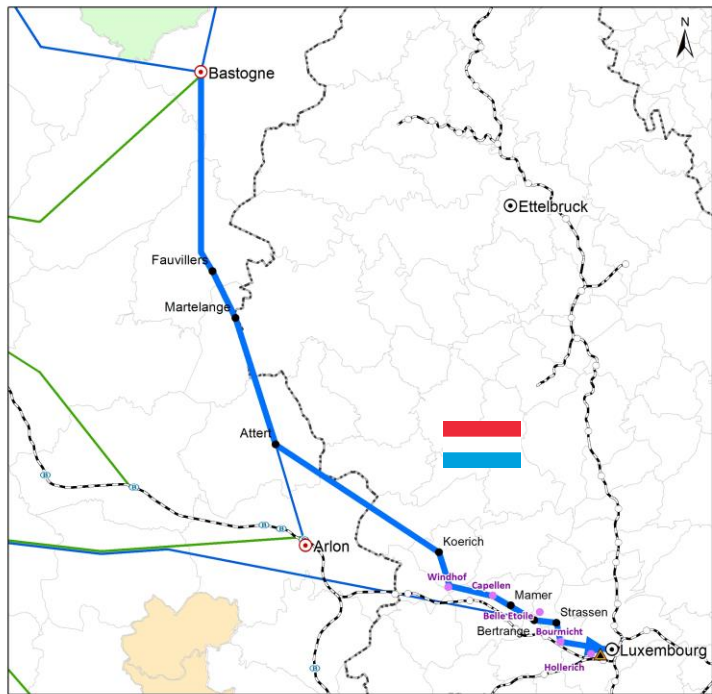 N
Bastogne
Ettelbruck
Fauvillers
Martelange
Attert
B
B
B
Arlon
Koerich
Windhof
Capellen
Mamer
Belle Etoile
Strassen
Bertrange
Bourmicht
Luxembourg
Hollerich